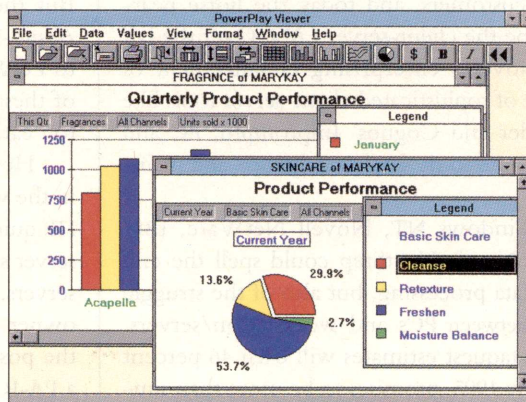 PowerPlay Viewer
File Edit Data Values View Format Window Help
$ B I
FRAGRNCE of MARYKAY
Quarterly Product Performance
This Qtr Fragrances All Channels Units sold x 1000
Legend
January
1250
1000
750
500
250
0
Acapella
SKINCARE of MARYKAY
Product Performance
Current Year Basic Skin Care All Channels
Current Year
29.9%
13.6%
2.7%
53.7%
Legend
Basic Skin Care
Cleanse
Retexture
Freshen
Moisture Balance